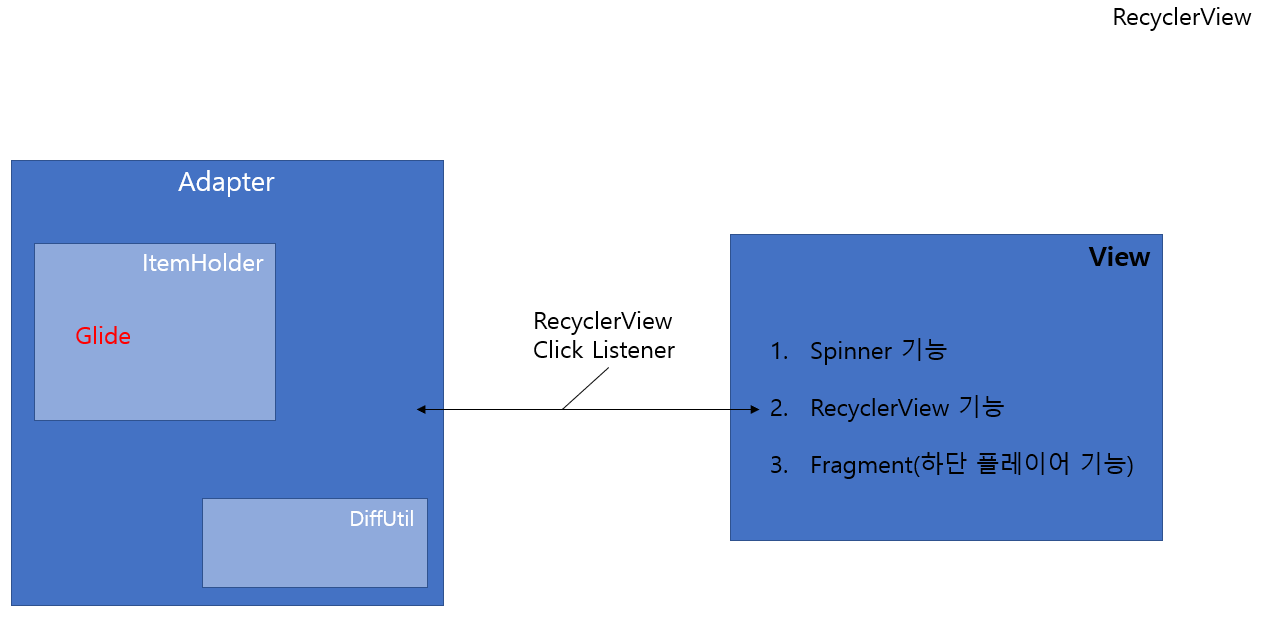 RecyclerView
Adapter
ItemHolder
Glide
DiffUtil
RecyclerView
Click Listener
View
1. Spinner 기능
2. RecyclerView 기능
3. Fragment(하단 플레이어 기능)